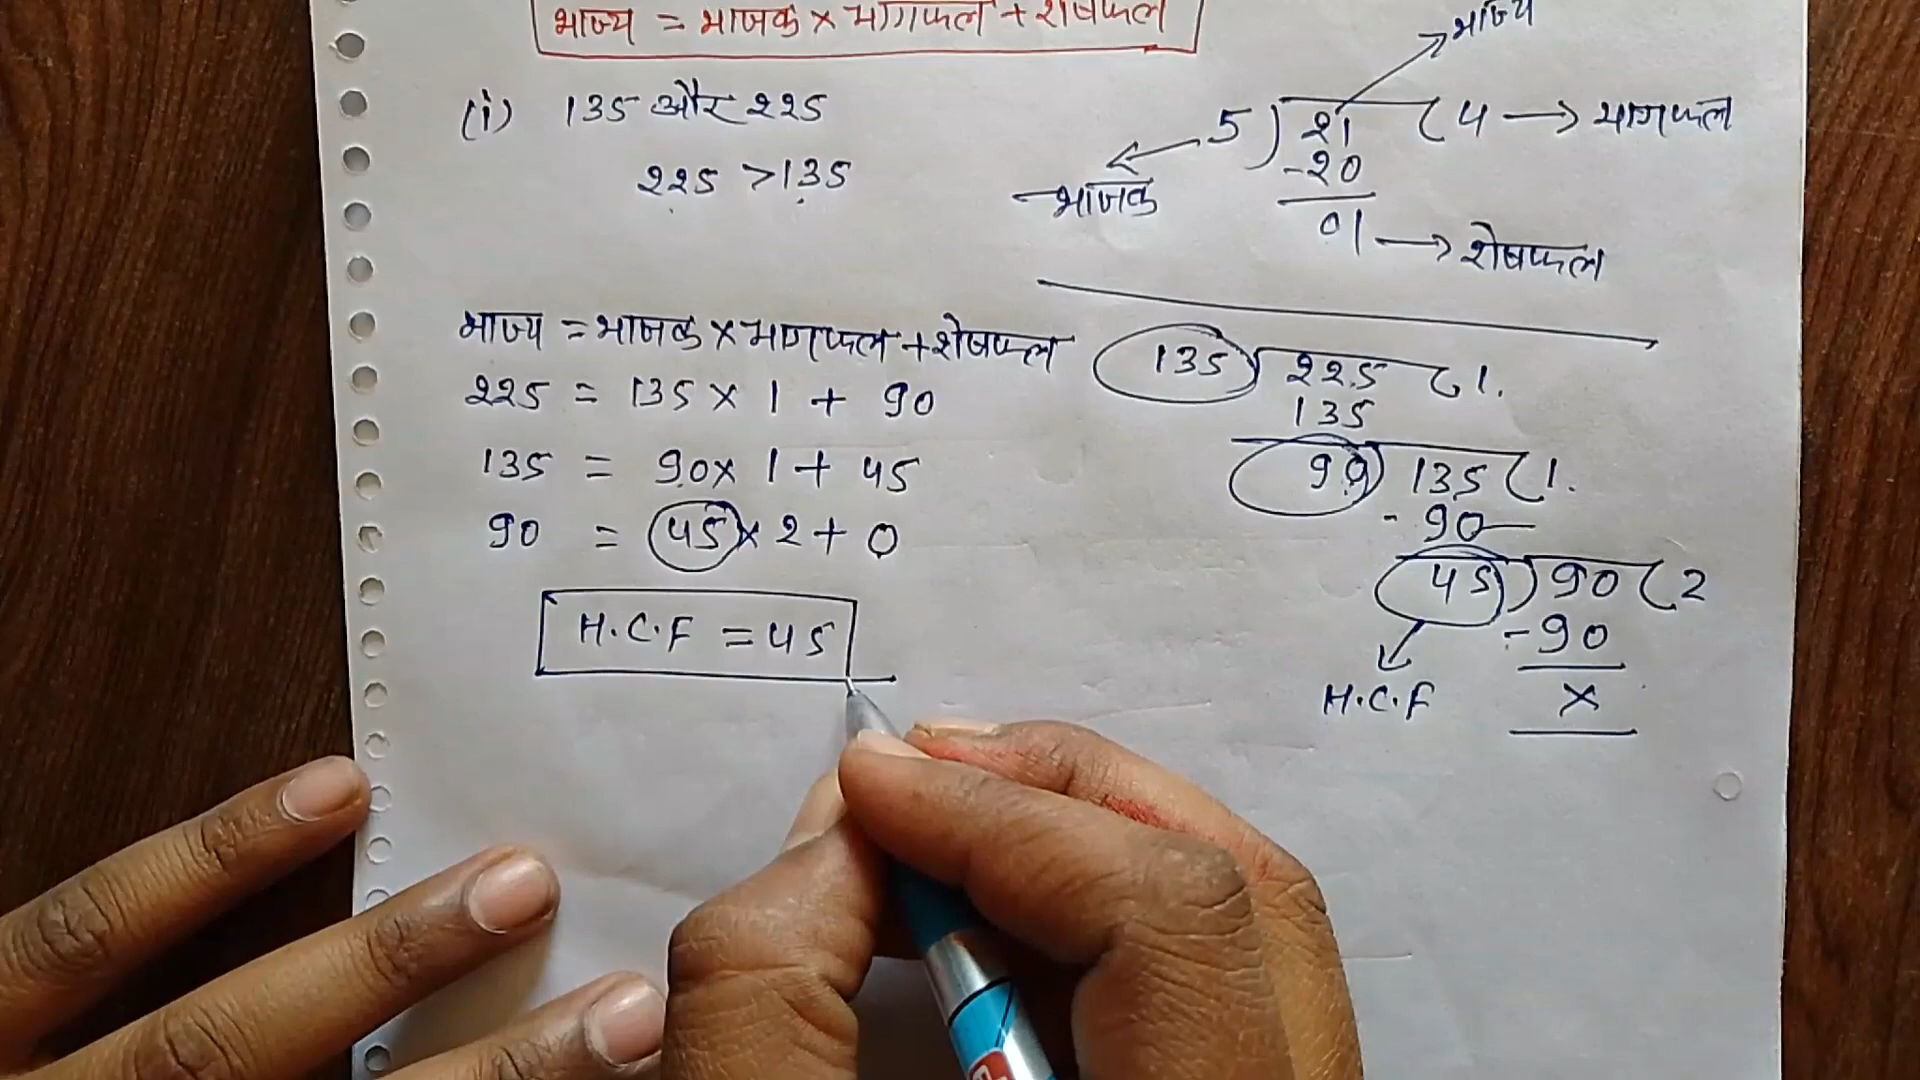 भाज्य = भाजक × भागफल + शेषफल
(i) 135 और 225
225 > 135
भाज्य
5) 21 (4 → भागफल
भाजक
-20
01 → शेषफल
भाज्य = भाजक × भागफल + शेषफल
225 = 135 × 1 + 90
135 = 90 × 1 + 45
90 = 45 × 2 + 0
H.C.F = 45
135) 225 (1.
135
90) 135 (1.
- 90
45) 90 (2
- 90
×
H.C.F